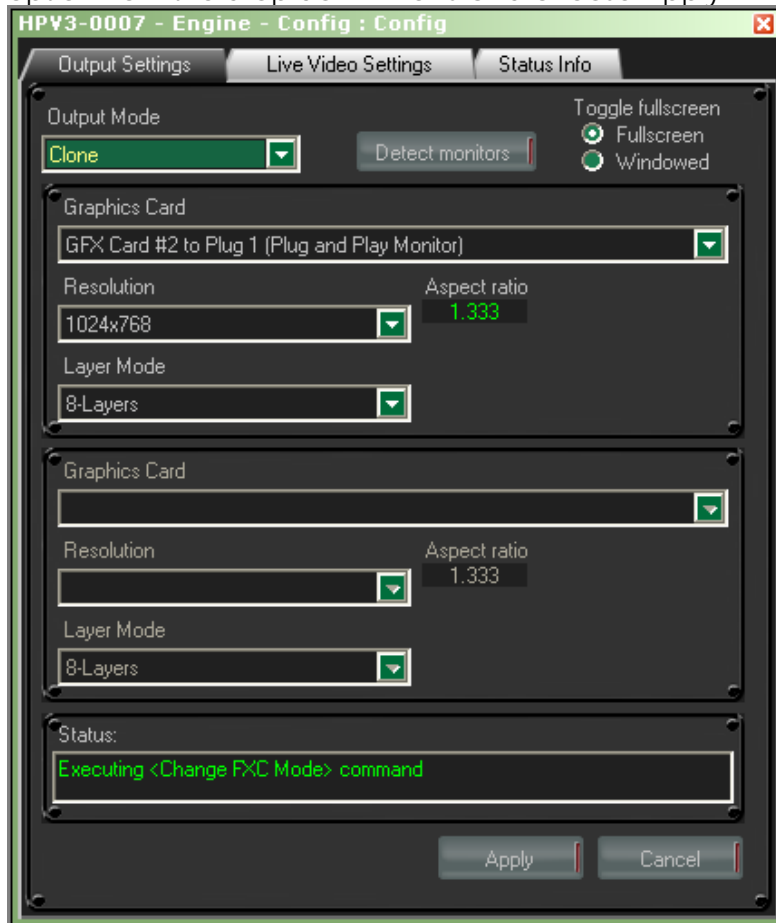 HPV3-0007 - Engine - Config : Config
Output Settings
Live Video Settings
Status Info
Output Mode
Clone
Detect monitors
Toggle fullscreen
Fullscreen
Windowed
Graphics Card
GFX Card #2 to Plug 1 (Plug and Play Monitor)
Resolution
Aspect ratio
1024x768
1.333
Layer Mode
8-Layers
Graphics Card
Resolution
Aspect ratio
1.333
Layer Mode
8-Layers
Status:
Executing <Change FXC Mode> command
Apply
Cancel